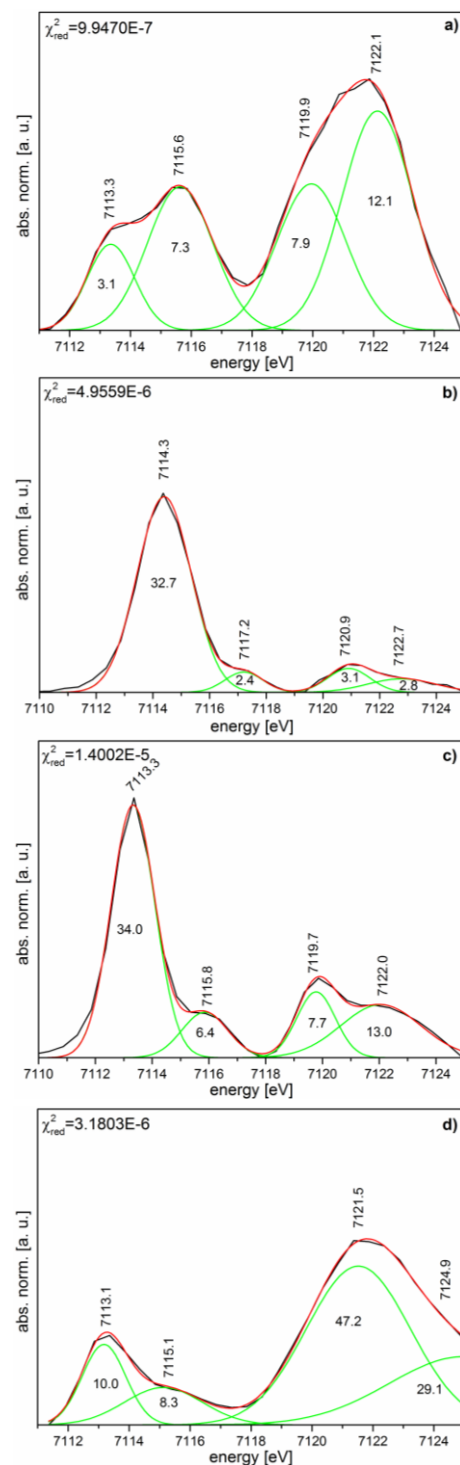 χ²red=9.9470E-7
a)
7113.3
7115.6
7119.9
7122.1
3.1
7.3
7.9
12.1
abs. norm. [a. u.]
7112 7114 7116 7118 7120 7122 7124
energy [eV]
χ²red=4.9559E-6
b)
7114.3
7117.2
7120.9
7122.7
32.7
2.4
3.1
2.8
abs. norm. [a. u.]
7110 7112 7114 7116 7118 7120 7122 7124
energy [eV]
χ²red=1.4002E-5
c)
7113.3
7115.8
7119.7
7122.0
34.0
6.4
7.7
13.0
abs. norm. [a. u.]
7110 7112 7114 7116 7118 7120 7122 7124
energy [eV]
χ²red=3.1803E-6
d)
7113.1
7115.1
7121.5
7124.9
10.0
8.3
47.2
29.1
abs. norm. [a. u.]
7112 7114 7116 7118 7120 7122 7124
energy [eV]